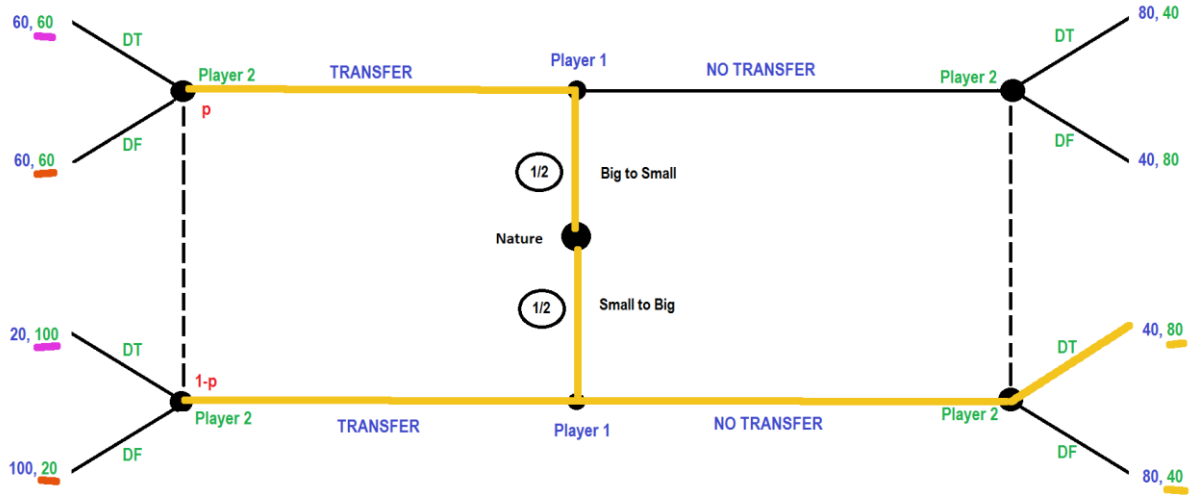 60, 60
DT
Player 2
TRANSFER
Player 1
NO TRANSFER
Player 2
DT
80, 40
p
DF
60, 60
DF
40, 80
1/2
Big to Small
Nature
1/2
Small to Big
20, 100
DT
1-p
Player 2
TRANSFER
Player 1
NO TRANSFER
Player 2
DT
40, 80
DF
100, 20
DF
80, 40